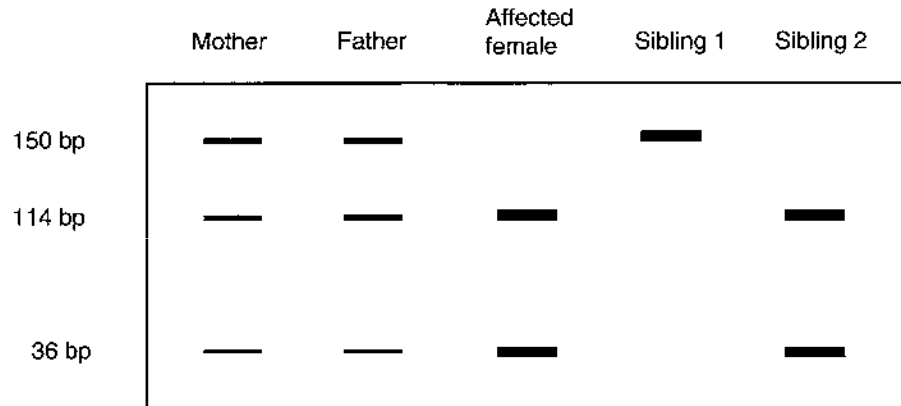 Mother Father Affected female Sibling 1 Sibling 2
150 bp
114 bp
36 bp